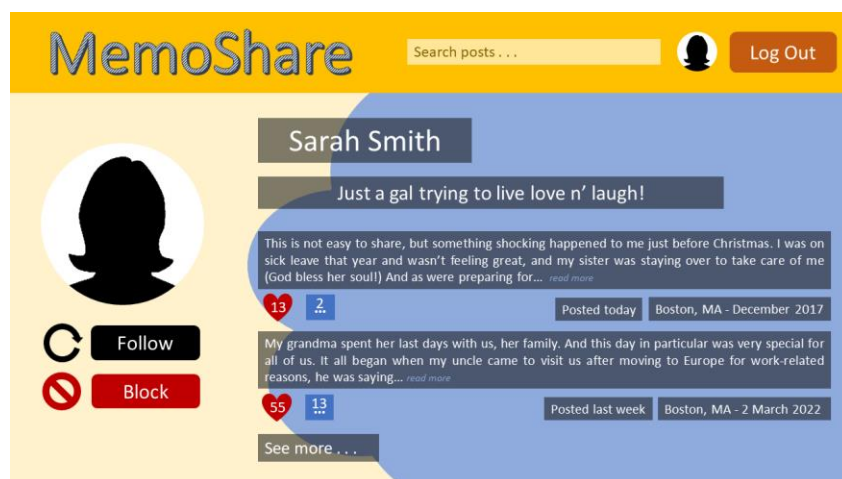 MemoShare
Search posts . . .
Log Out
Sarah Smith
Just a gal trying to live love n' laugh!
This is not easy to share, but something shocking happened to me just before Christmas. I was on
sick leave that year and wasn't feeling great, and my sister was staying over to take care of me
(God bless her soul!) And as were preparing for... read more
13
2
...
Posted today
Boston, MA - December 2017
Follow
My grandma spent her last days with us, her family. And this day in particular was very special for
all of us. It all began when my uncle came to visit us after moving to Europe for work-related
reasons, he was saying... read more
Block
55
13
...
Posted last week
Boston, MA - 2 March 2022
See more . . .